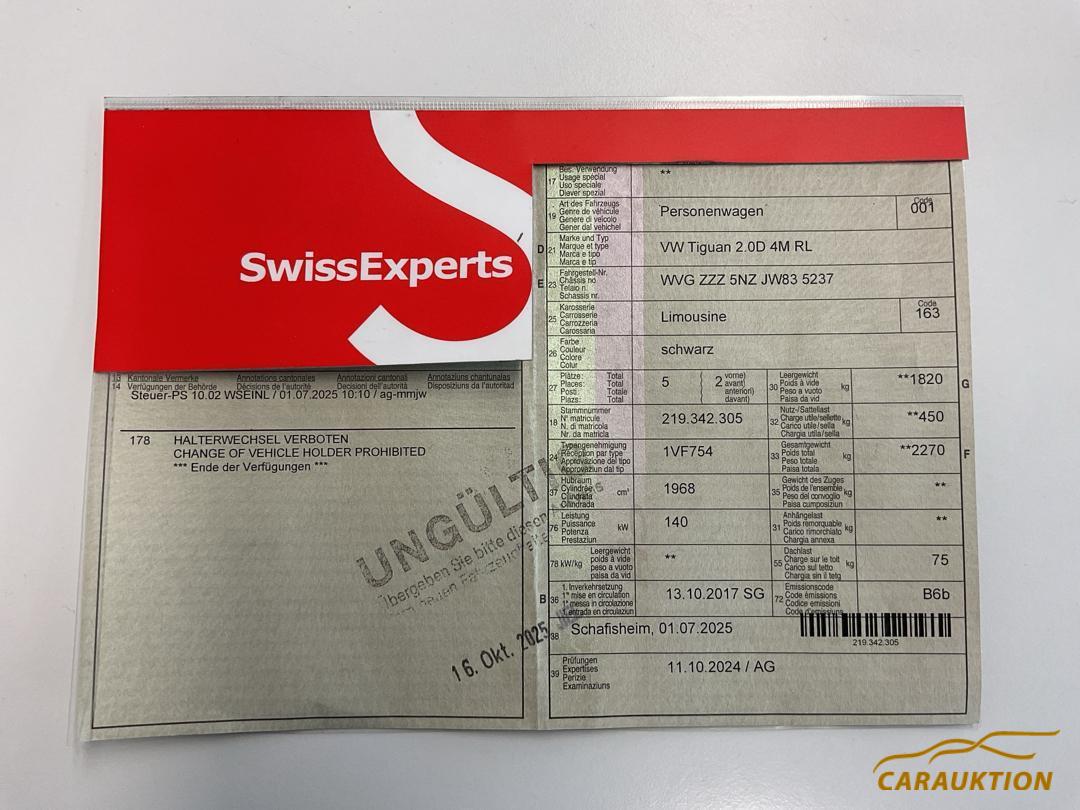 SwissExperts
Kantonale Vermerke Annotations cantonales Annotazioni cantonali Annotaziuns chantunalas
14 Verfügungen der Behörde Décisions de l'autorité Decisioni dell'autorità Disposiziuns da l'autoritad
Steuer-PS 10.02 WSEINL / 01.07.2025 10:10 / ag-mmjw
178 HALTERWECHSEL VERBOTEN
CHANGE OF VEHICLE HOLDER PROHIBITED
*** Ende der Verfügungen ***
Übergeben Sie bitte diesen
16. Okt. 2025
17 Bes. Verwendung
Usage spécial
Uso speciale
Diever spezial
**
19 Art des Fahrzeugs
Genre de véhicule
Genere di veicolo
Gener dal vehichel
Personenwagen
Code
001
D 21 Marke und Typ
Marque et type
Marca e tipo
Marca e tip
VW Tiguan 2.0D 4M RL
E 23 Fahrgestell-Nr.
Châssis no
Telaio n.
Schassis nr.
WVG ZZZ 5NZ JW83 5237
25 Karosserie
Carrosserie
Carrozzeria
Carossaria
Limousine
Code
163
26 Farbe
Couleur
Colore
Colur
schwarz
27 Plätze: Total
Places: Total
Posti: Totale
Plazs: Total
5 ( 2 vorne)
avant)
anteriori)
davant)
30 Leergewicht
Poids à vide
Peso a vuoto
Paisa da vid
kg
**1820
G
18 Stammnummer
N° matricule
N. di matricola
Nr. da matricla
219.342.305
32 Nutz-/Sattellast
Charge utile/sellette
Carico utile/sella
Chargia utila/sella
kg
**450
24 Typengenehmigung
Réception par type
Approvazione del tipo
Approvaziun dal tip
1VF754
33 Gesamtgewicht
Poids total
Peso totale
Paisa totala
kg
**2270
F
37 Hubraum
Cylindrée
Cilindrata
Cilindrada
cm³
1968
35 Gewicht des Zuges
Poids de l'ensemble
Peso del convoglio
Paisa cumposiziun
kg
**
76 Leistung
Puissance
Potenza
Prestaziun
kW
140
31 Anhängelast
Poids remorquable
Carico rimorchiato
Chargia annexa
kg
**
78 kW/kg Leergewicht
poids à vide
peso a vuoto
paisa da vid
**
55 Dachlast
Charge sur le toit
Carico sul tetto
Chargia sin il tetg
kg
75
B 36 1. Inverkehrsetzung
1re mise en circulation
1a messa in circolazione
1. entrada en circulaziun
13.10.2017 SG
72 Emissionscode
Code émissions
Codice emissioni
Code d'emissiuns
B6b
38 Schafisheim, 01.07.2025
219.342.305
39 Prüfungen
Expertises
Perizie
Examinaziuns
11.10.2024 / AG
CARAUKTION